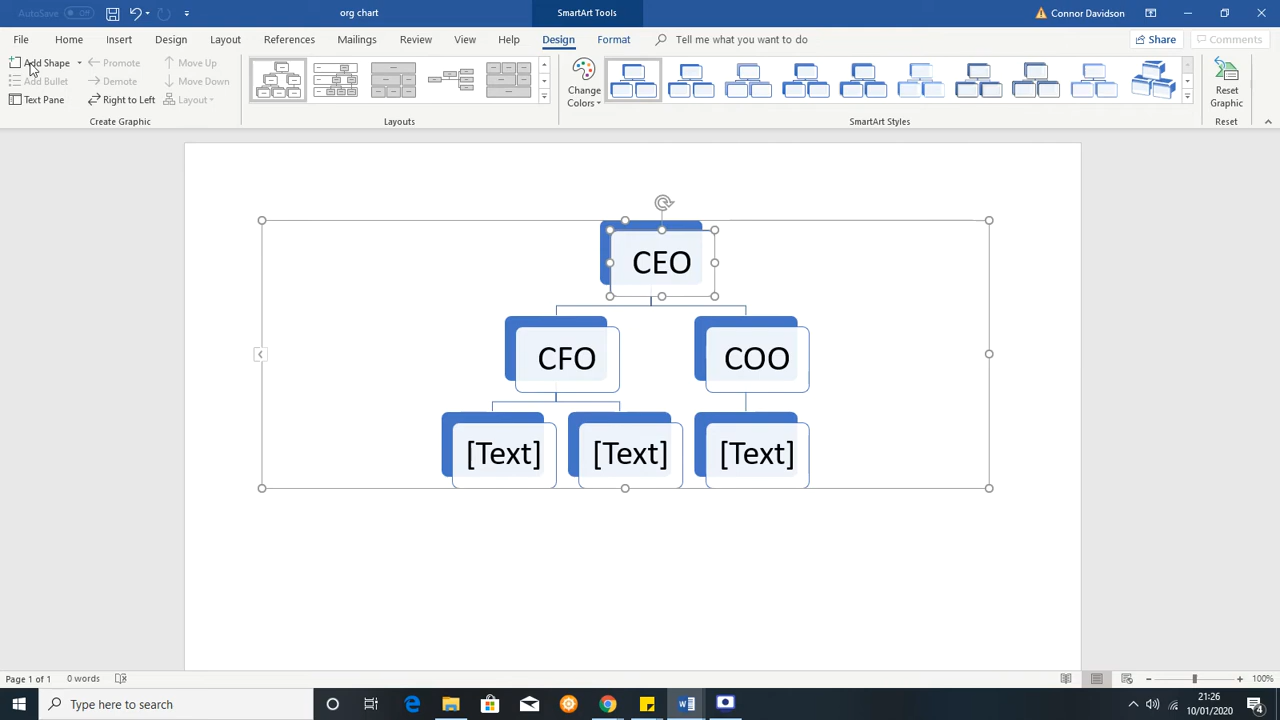 AutoSave Off org chart SmartArt Tools Connor Davidson
File Home Insert Design Layout References Mailings Review View Help Design Format Tell me what you want to do Share Comments
Add Shape Promote Move Up
Add Bullet Demote Move Down
Text Pane Right to Left Layout
Create Graphic
Layouts
Change
Colors
SmartArt Styles
Reset
Graphic
Reset
CEO
CFO COO
[Text] [Text] [Text]
Page 1 of 1 0 words 100%
Type here to search
21:26
10/01/2020
4